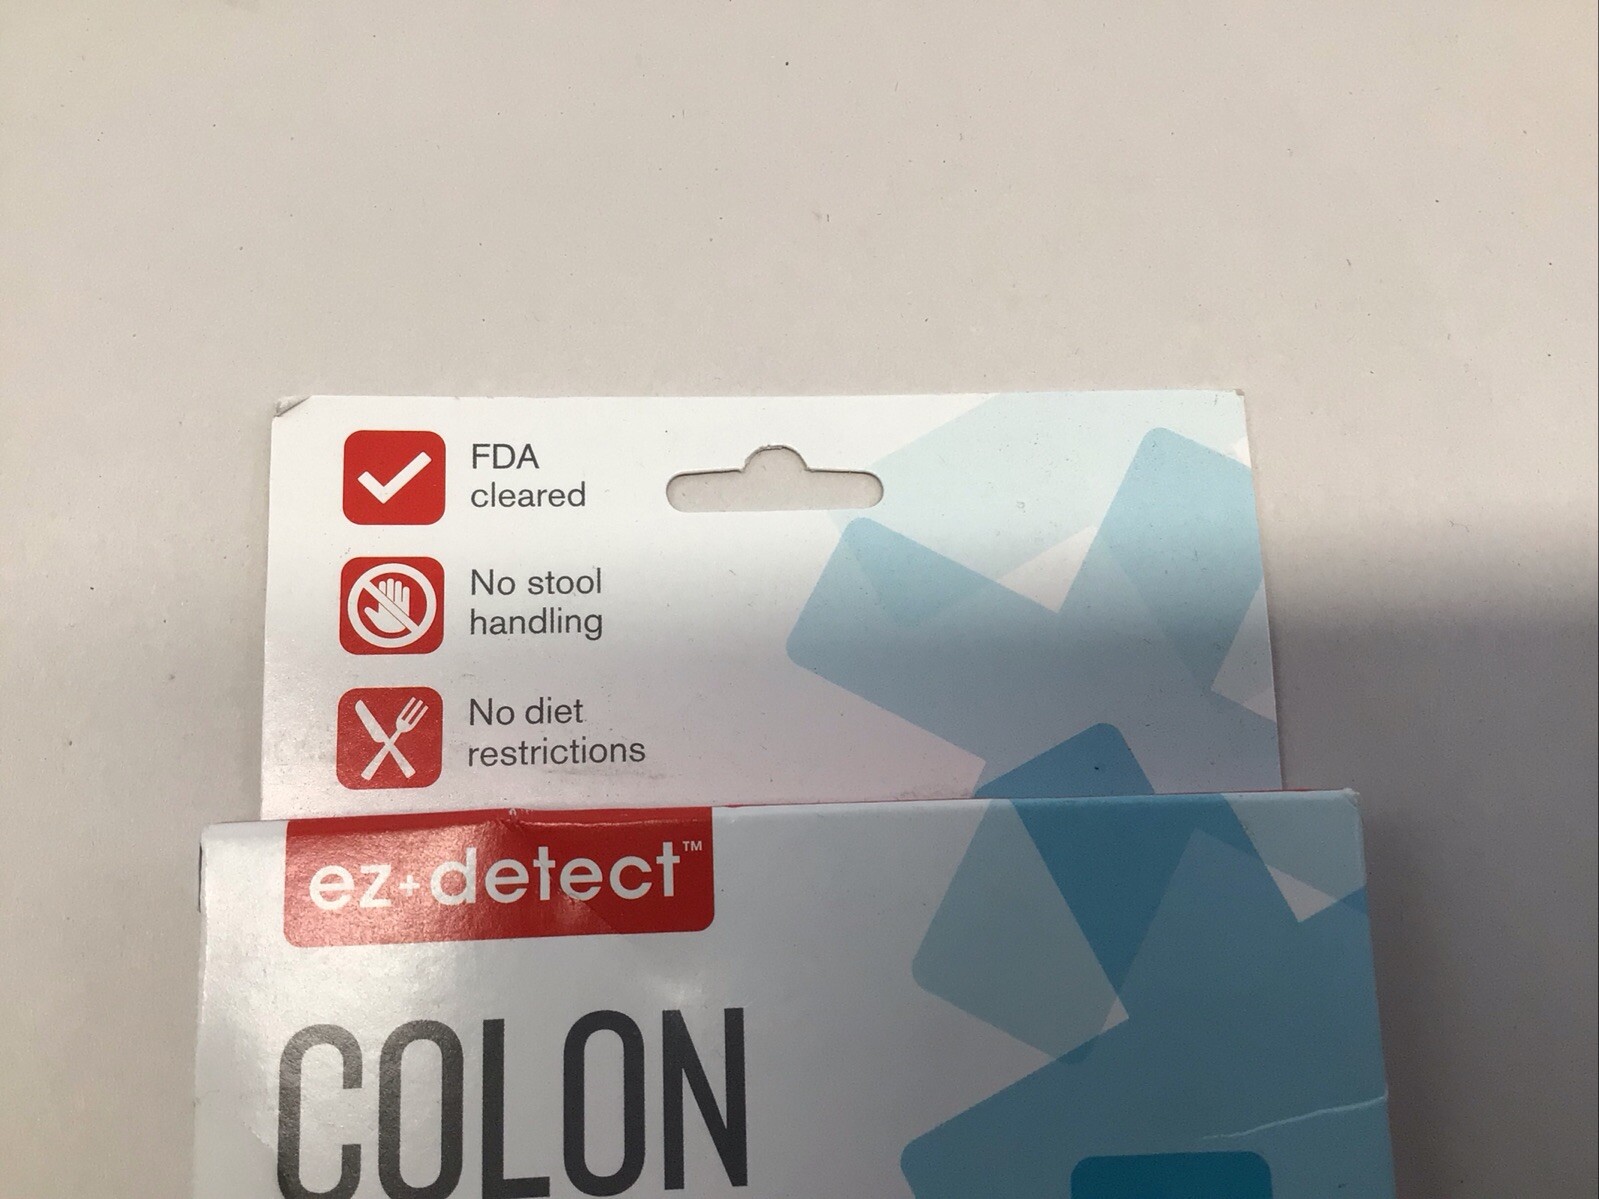 FDA
cleared
No stool
handling
No diet
restrictions
ez+detect™
COLON